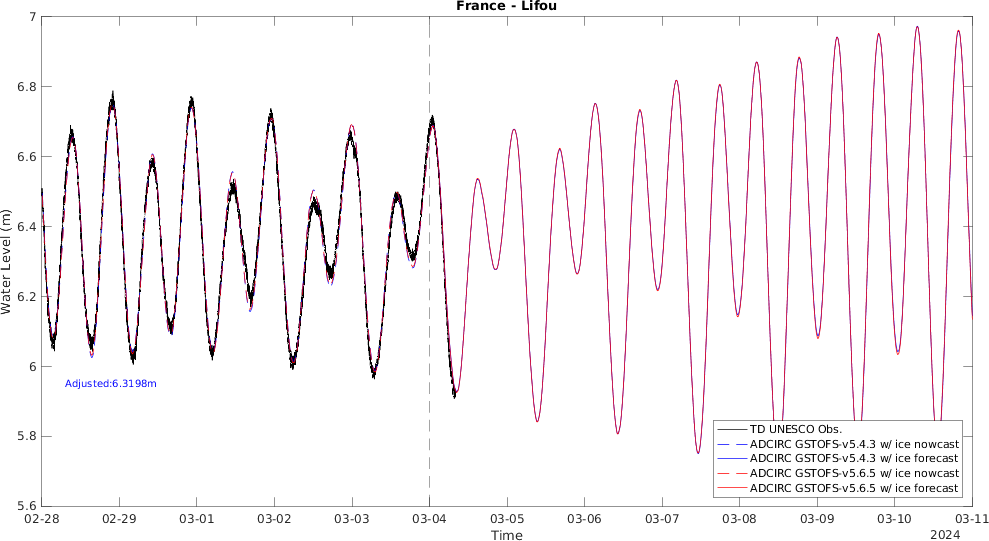 France - Lifou
Water Level (m)
7
6.8
6.6
6.4
6.2
6
5.8
5.6
Adjusted:6.3198m
TD UNESCO Obs.
ADCIRC GSTOFS-v5.4.3 w/ ice nowcast
ADCIRC GSTOFS-v5.4.3 w/ ice forecast
ADCIRC GSTOFS-v5.6.5 w/ ice nowcast
ADCIRC GSTOFS-v5.6.5 w/ ice forecast
02-28 02-29 03-01 03-02 03-03 03-04 03-05 03-06 03-07 03-08 03-09 03-10 03-11
Time
2024